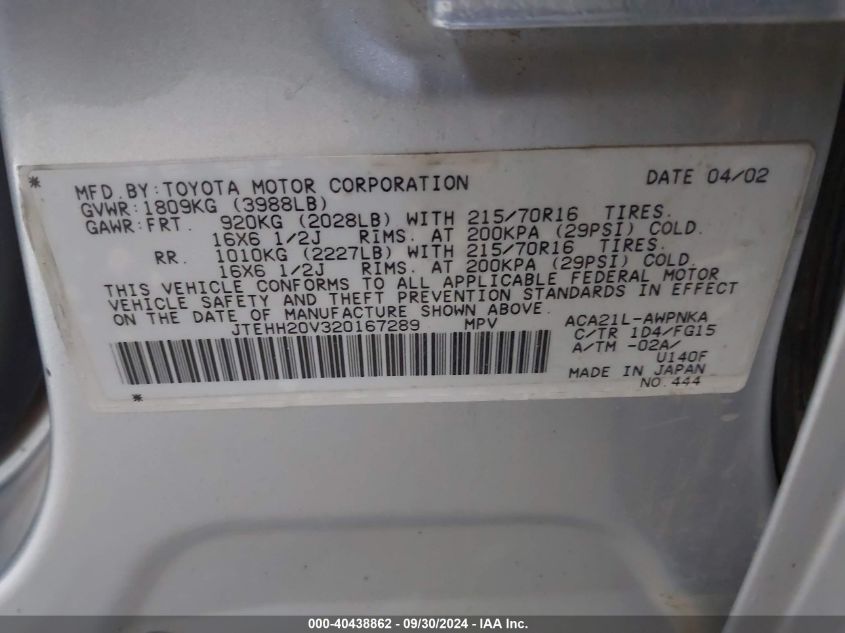 * MFD.BY:TOYOTA MOTOR CORPORATION DATE 04/02
GVWR:1809KG (3988LB)
GAWR:FRT. 920KG (2028LB) WITH 215/70R16 TIRES.
16X6 1/2J RIMS. AT 200KPA (29PSI) COLD.
RR. 1010KG (2227LB) WITH 215/70R16 TIRES.
16X6 1/2J RIMS. AT 200KPA (29PSI) COLD.
THIS VEHICLE CONFORMS TO ALL APPLICABLE FEDERAL MOTOR
VEHICLE SAFETY AND THEFT PREVENTION STANDARDS IN EFFECT
ON THE DATE OF MANUFACTURE SHOWN ABOVE.
JTEHH20V320167289 MPV ACA21L-AWPNKA
C/TR 1D4/FG15
A/TM -02A/
U140F
MADE IN JAPAN
* NO.444
000-40438862 - 09/30/2024 - IAA Inc.